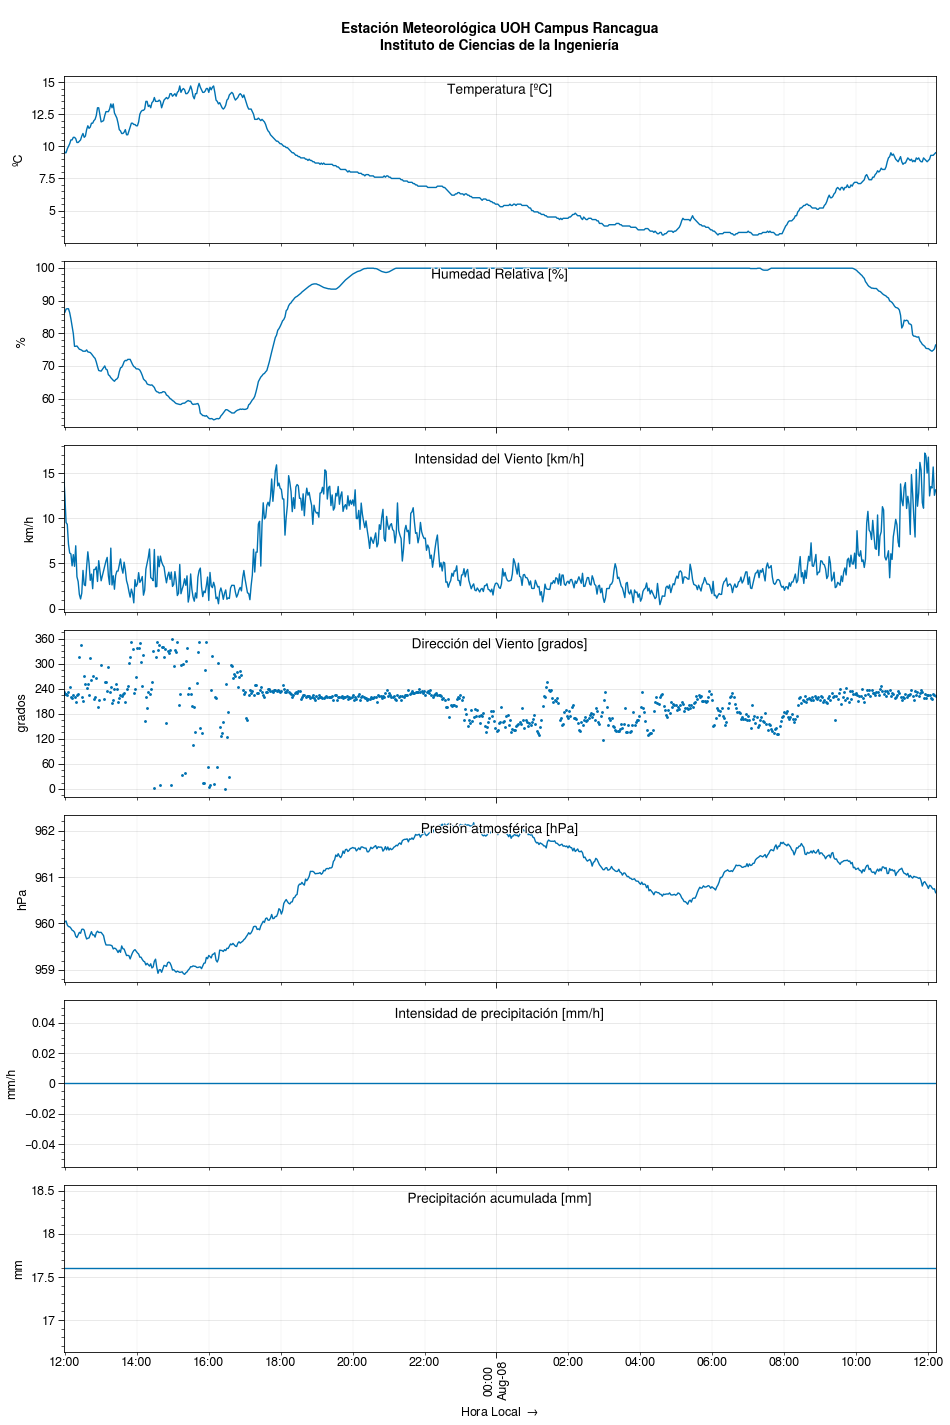 Estación Meteorológica UOH Campus Rancagua
Instituto de Ciencias de la Ingeniería
Temperatura [ºC]
15
12.5
10
7.5
5
ºC
Humedad Relativa [%]
100
90
80
70
60
%
Intensidad del Viento [km/h]
15
10
5
0
km/h
Dirección del Viento [grados]
360
300
240
180
120
60
0
grados
Presión atmosférica [hPa]
962
961
960
959
hPa
Intensidad de precipitación [mm/h]
0.04
0.02
0
−0.02
−0.04
mm/h
Precipitación acumulada [mm]
18.5
18
17.5
17
mm
12:00 14:00 16:00 18:00 20:00 22:00 00:00 02:00 04:00 06:00 08:00 10:00 12:00
Aug-08
Hora Local →